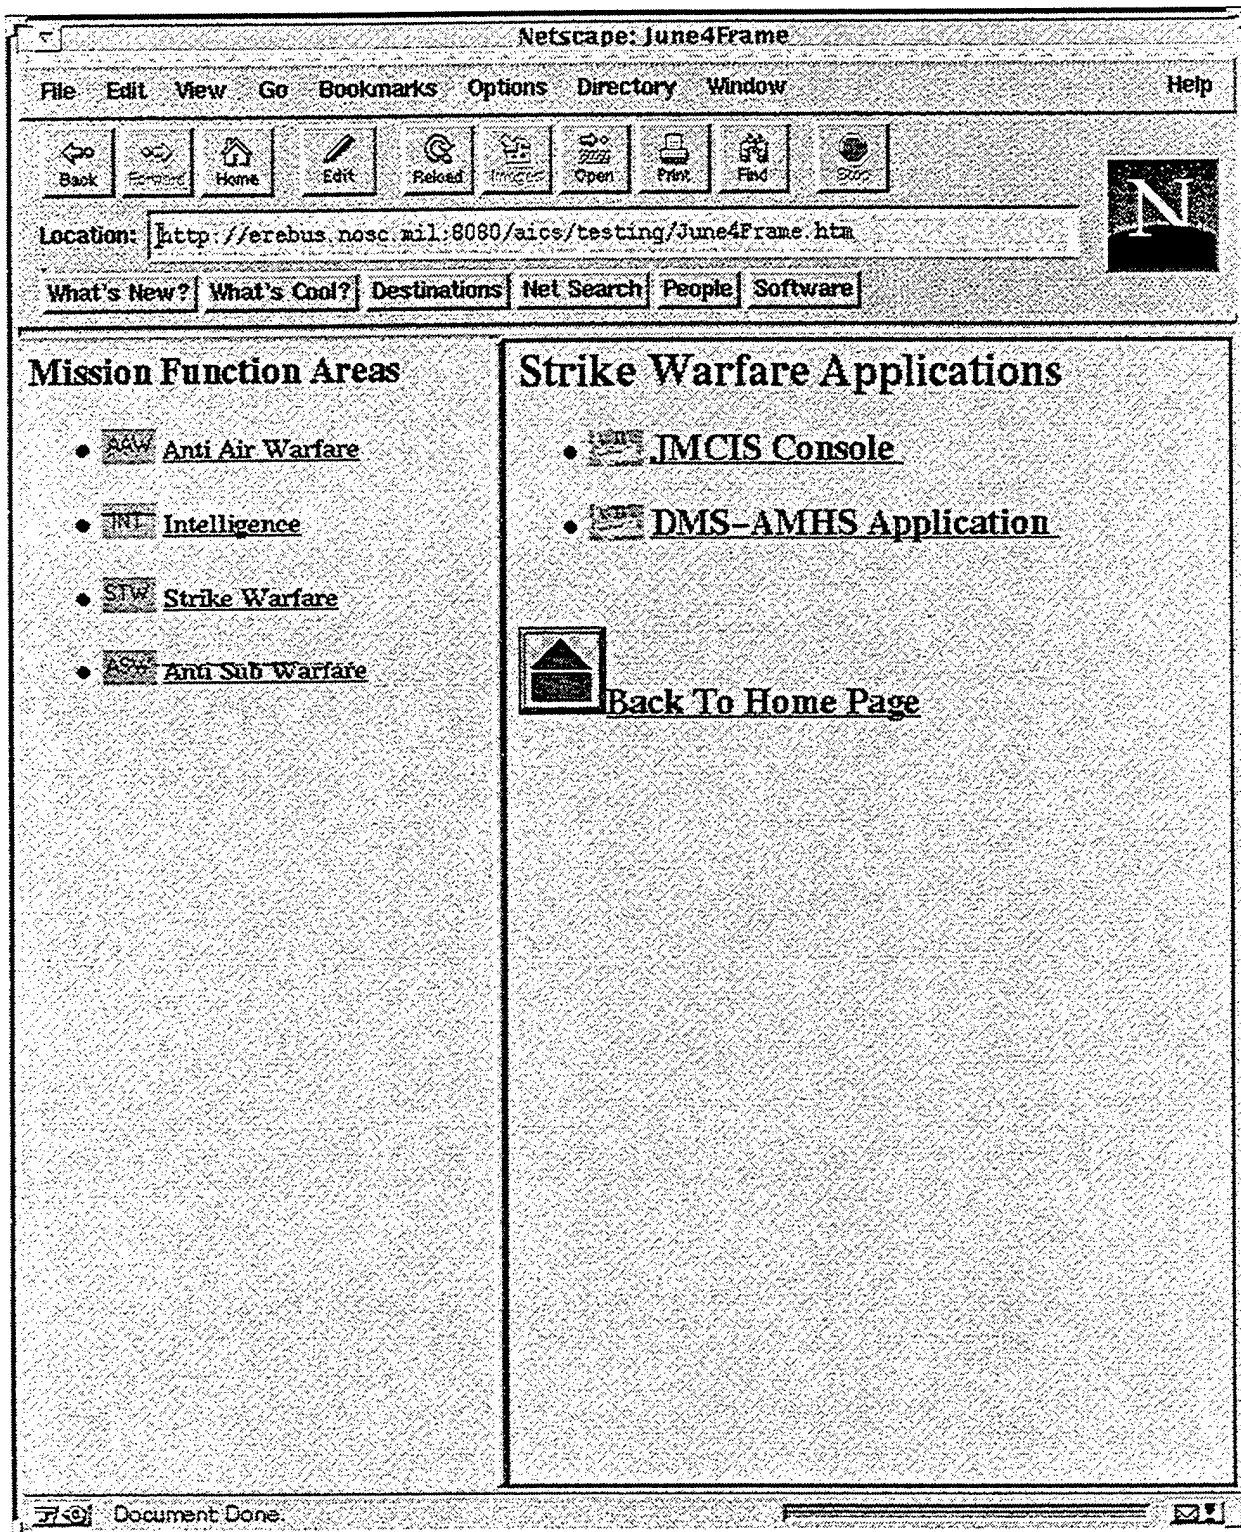 Netscape: June4Frame
File Edit View Go Bookmarks Options Directory Window Help
Back Forward Home Edit Reload Images Open Print Find Stop
N
Location: http://erebus.nosc.mil:8080/aics/testing/June4Frame.htm
What's New? What's Cool? Destinations Net Search People Software
Mission Function Areas
AAW Anti Air Warfare
INT Intelligence
STW Strike Warfare
ASW Anti Sub Warfare
Strike Warfare Applications
JMCIS Console
DMS-AMHS Application
Back To Home Page
Document: Done.